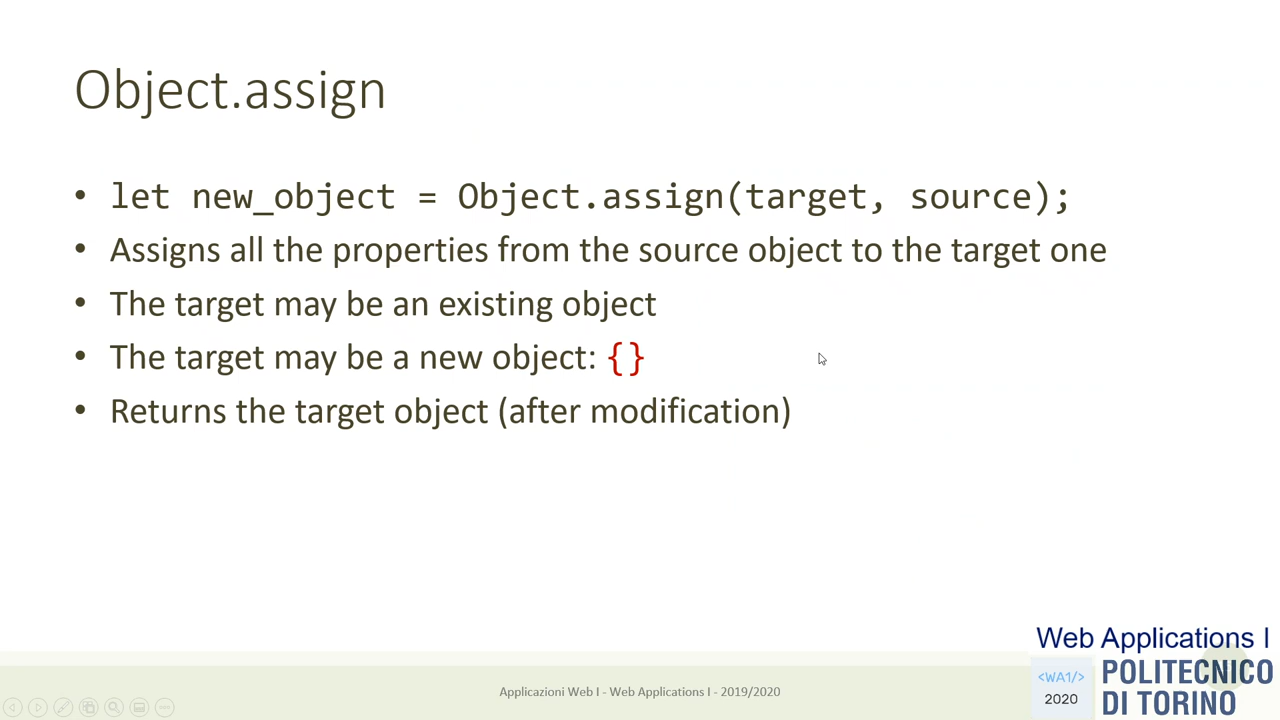 Object.assign
• let new_object = Object.assign(target, source);
• Assigns all the properties from the source object to the target one
• The target may be an existing object
• The target may be a new object: {}
• Returns the target object (after modification)
Web Applications I
Applicazioni Web I - Web Applications I - 2019/2020
<WA1/>
2020
POLITECNICO
DI TORINO